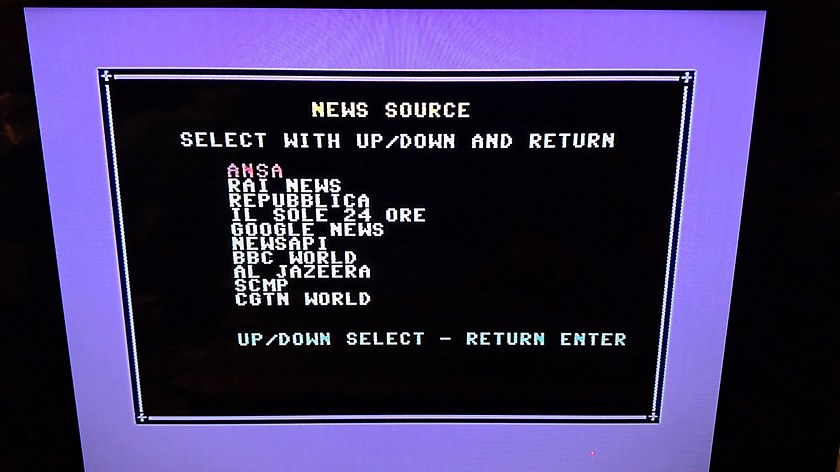 NEWS SOURCE
SELECT WITH UP/DOWN AND RETURN
ANSA
RAI NEWS
REPUBBLICA
IL SOLE 24 ORE
GOOGLE NEWS
NEWSAPI
BBC WORLD
AL JAZEERA
SCMP
CGTN WORLD
UP/DOWN SELECT - RETURN ENTER